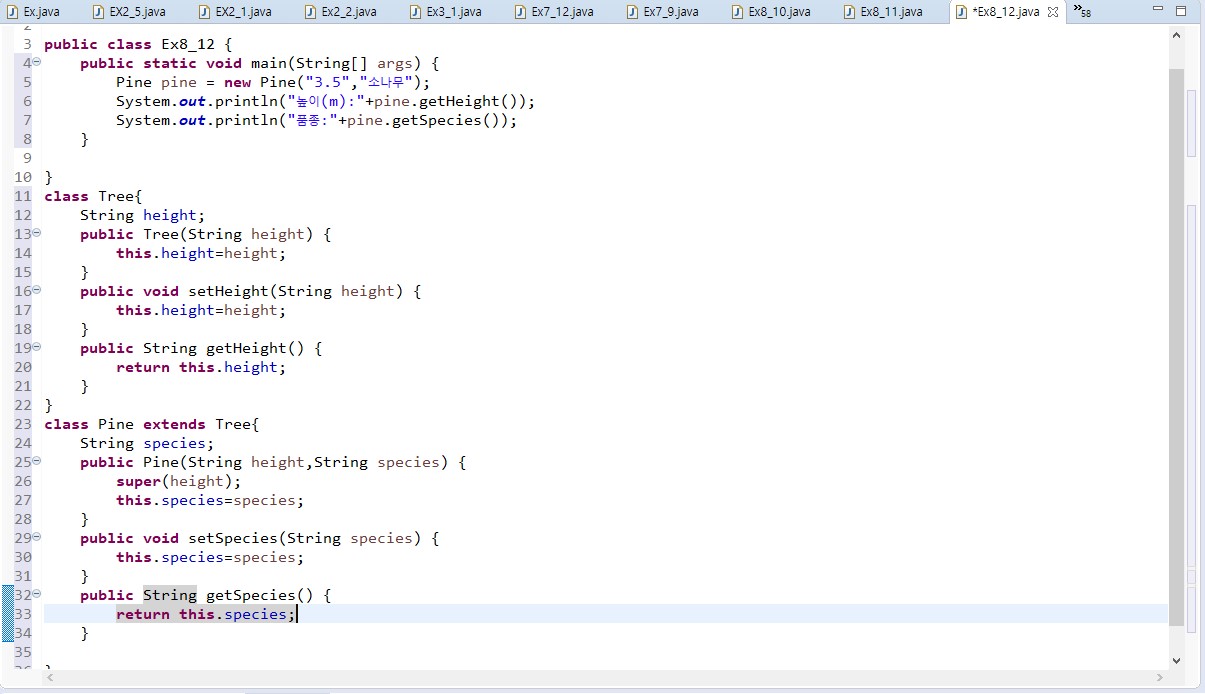 Ex.java EX2_5.java EX2_1.java Ex2_2.java Ex3_1.java Ex7_12.java Ex7_9.java Ex8_10.java Ex8_11.java *Ex8_12.java »58
3 public class Ex8_12 {
4 public static void main(String[] args) {
5 Pine pine = new Pine("3.5","소나무");
6 System.out.println("높이(m):"+pine.getHeight());
7 System.out.println("품종:"+pine.getSpecies());
8 }
9
10 }
11 class Tree{
12 String height;
13 public Tree(String height) {
14 this.height=height;
15 }
16 public void setHeight(String height) {
17 this.height=height;
18 }
19 public String getHeight() {
20 return this.height;
21 }
22 }
23 class Pine extends Tree{
24 String species;
25 public Pine(String height,String species) {
26 super(height);
27 this.species=species;
28 }
29 public void setSpecies(String species) {
30 this.species=species;
31 }
32 public String getSpecies() {
33 return this.species;
34 }
35